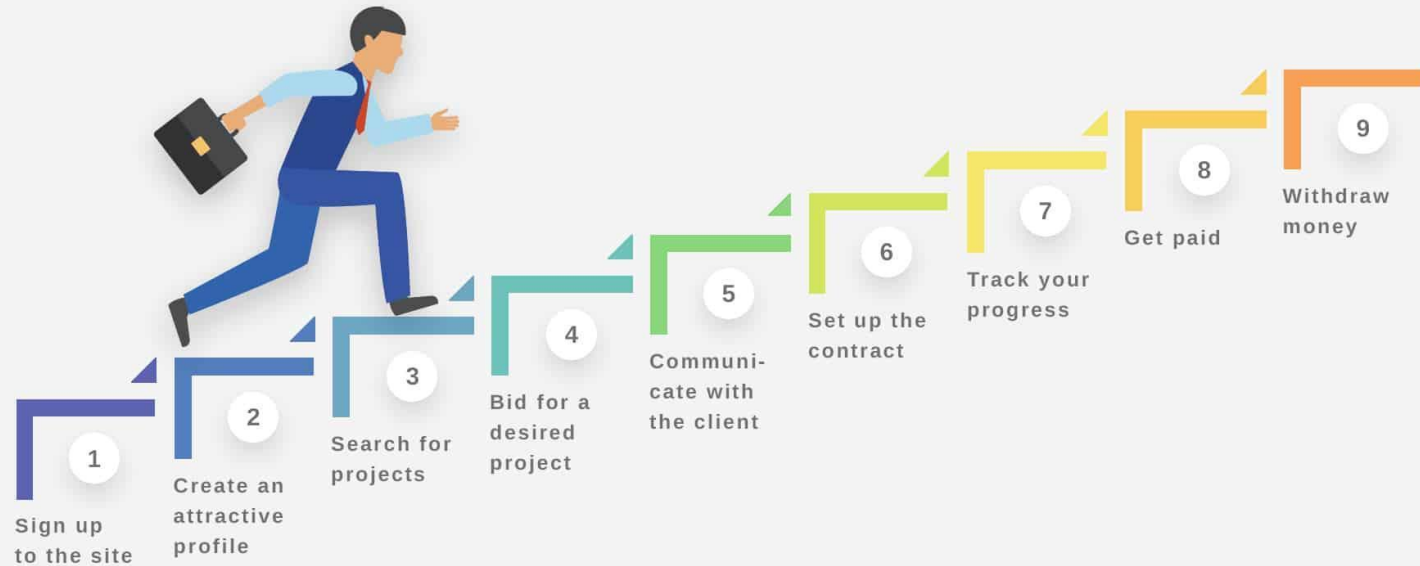 1
Sign up
to the site
2
Create an
attractive
profile
3
Search for
projects
4
Bid for a
desired
project
5
Communi-
cate with
the client
6
Set up the
contract
7
Track your
progress
8
Get paid
9
Withdraw
money